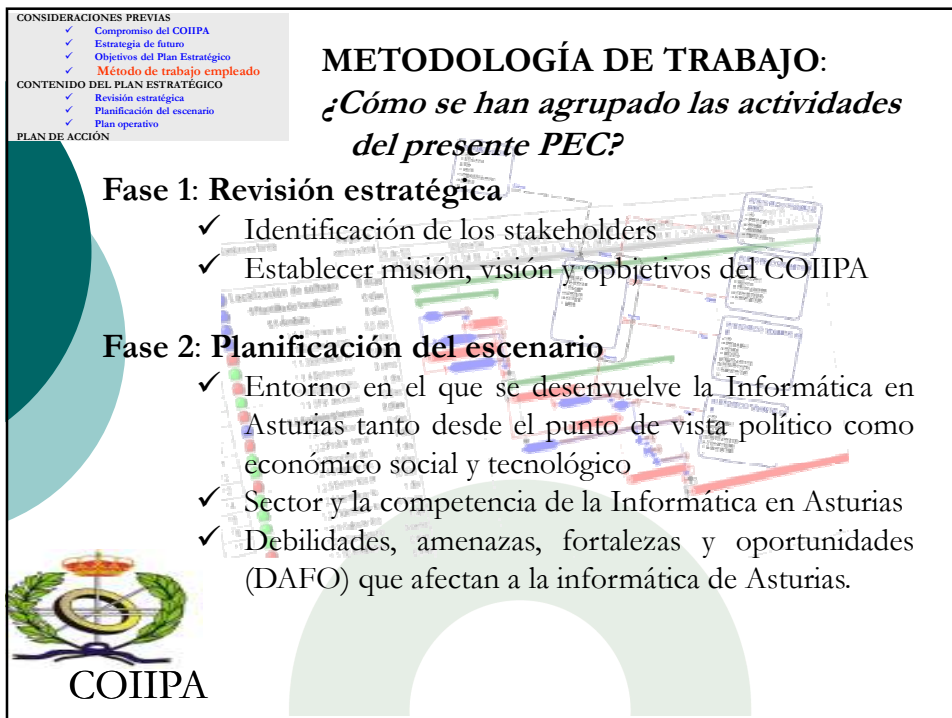 CONSIDERACIONES PREVIAS
✓ Compromiso del COIIPA
✓ Estrategia de futuro
✓ Objetivos del Plan Estratégico
✓ Método de trabajo empleado
CONTENIDO DEL PLAN ESTRATÉGICO
✓ Revisión estratégica
✓ Planificación del escenario
✓ Plan operativo
PLAN DE ACCIÓN
METODOLOGÍA DE TRABAJO:
¿Cómo se han agrupado las actividades
del presente PEC?
Fase 1: Revisión estratégica
✓ Identificación de los stakeholders
✓ Establecer misión, visión y opbjetivos del COIIPA
Fase 2: Planificación del escenario
✓ Entorno en el que se desenvuelve la Informática en
Asturias tanto desde el punto de vista político como
económico social y tecnológico
✓ Sector y la competencia de la Informática en Asturias
✓ Debilidades, amenazas, fortalezas y oportunidades
(DAFO) que afectan a la informática de Asturias.
COIIPA